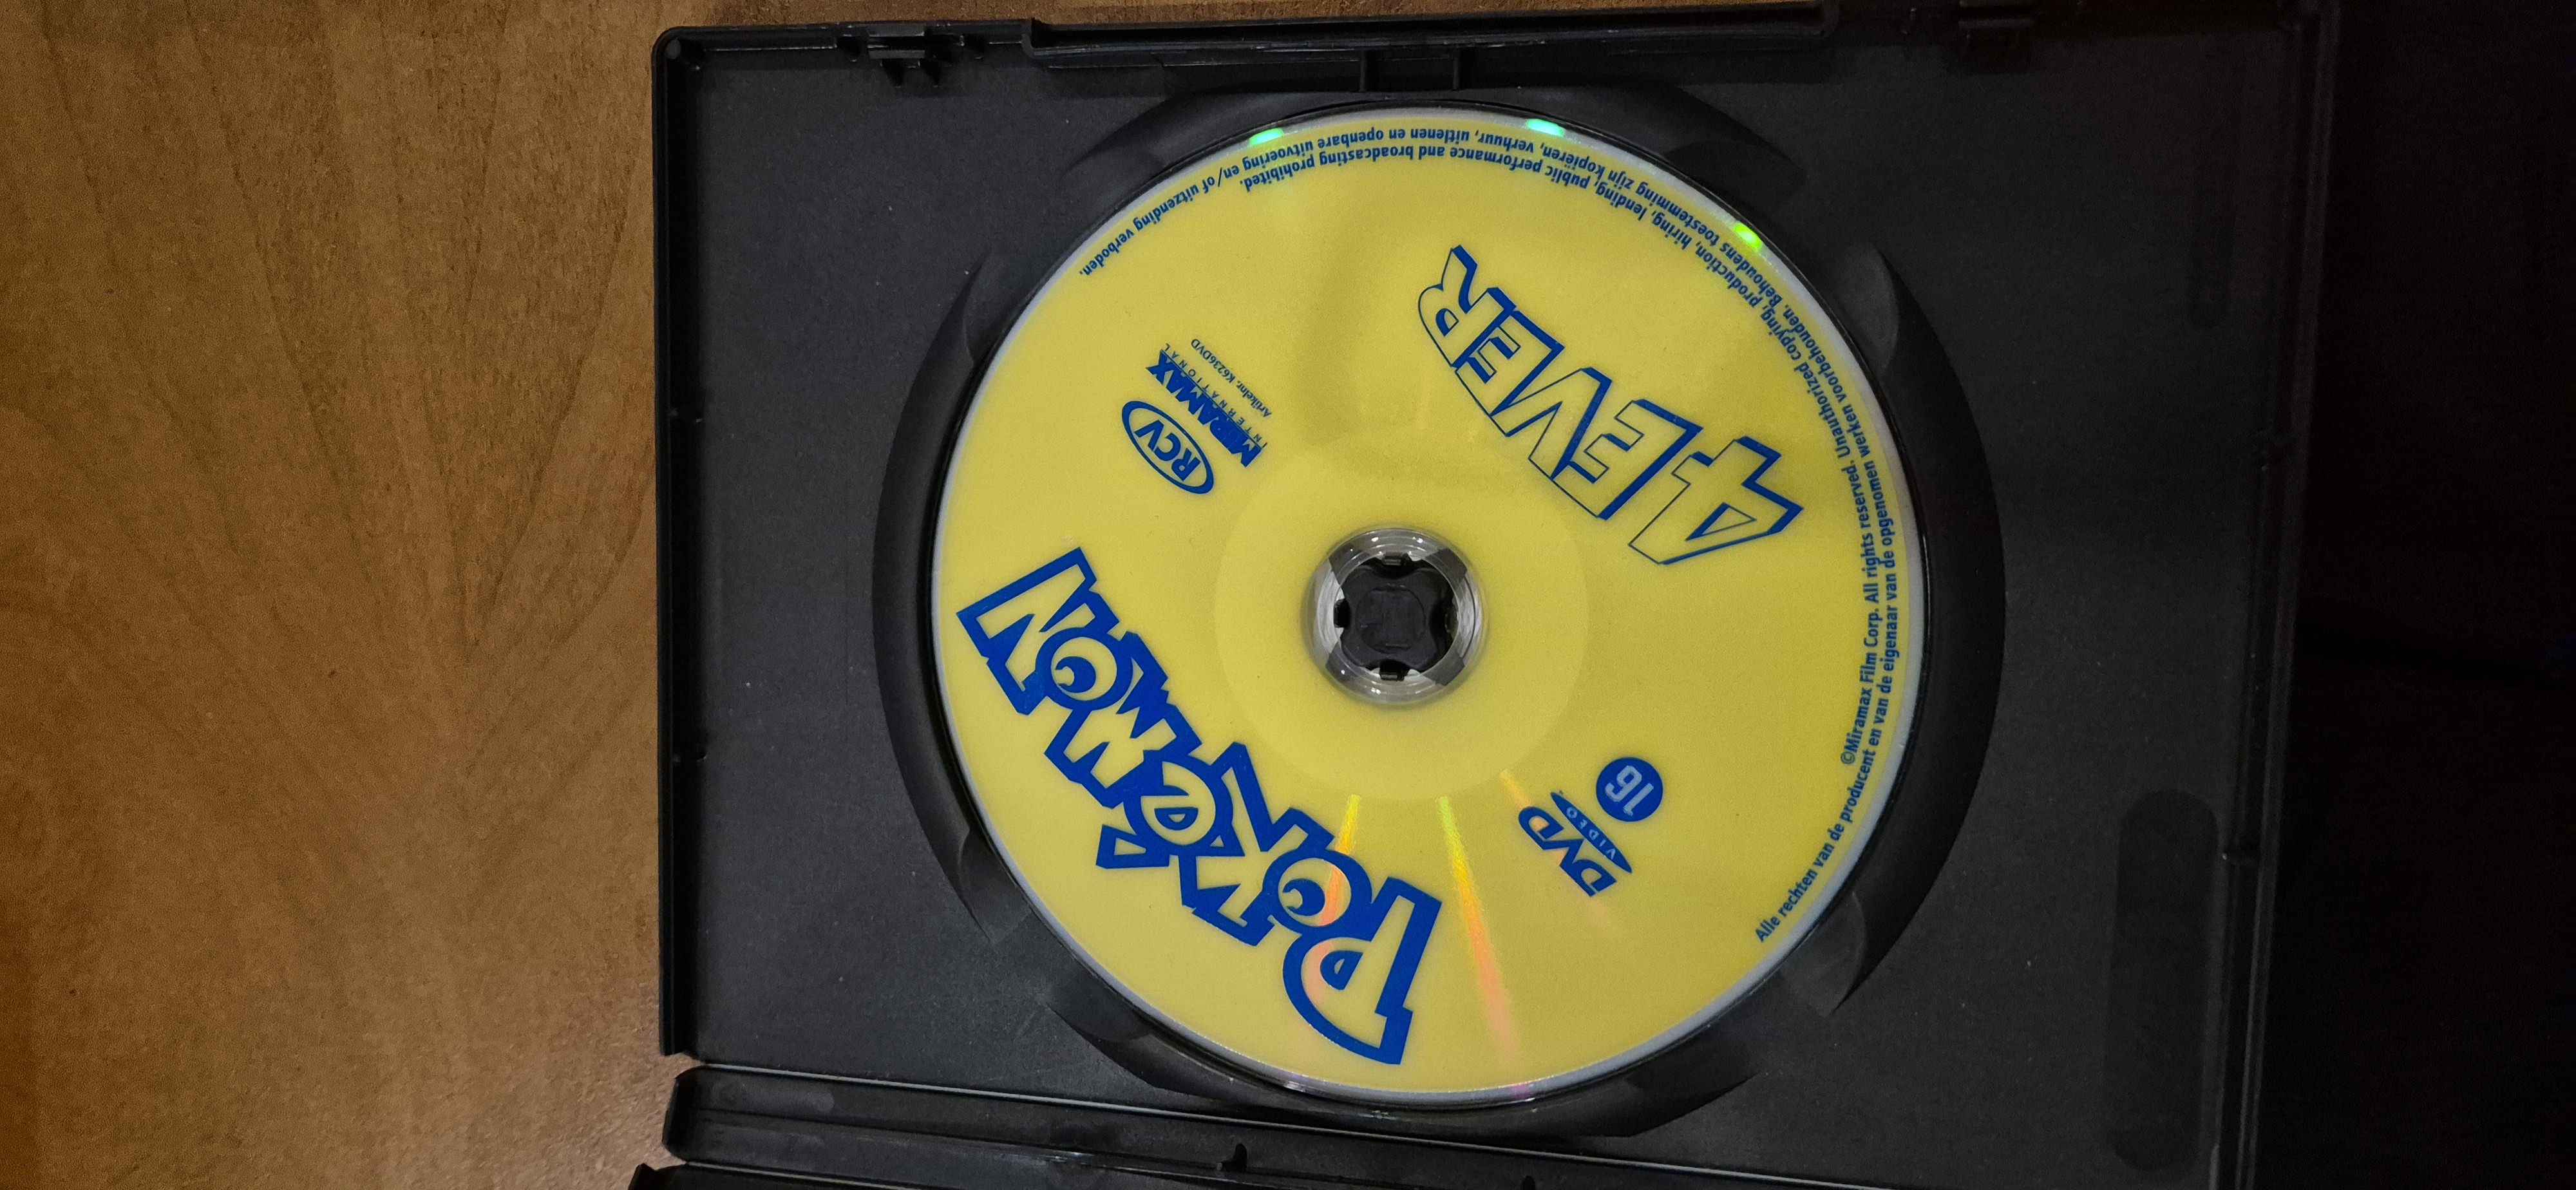 POKéMON
4EVER
RCV
MIRAMAX
INTERNATIONAL
Artikelnr. K6236DVD
DVD
VIDEO
16
©Miramax Film Corp. All rights reserved. Unauthorized copying, production, hiring, lending, public performance and broadcasting prohibited.
Alle rechten van de producent en van de eigenaar van de opgenomen werken voorbehouden. Behoudens toestemming zijn kopiëren, verhuur, uitlenen en openbare uitvoering en/of uitzending verboden.